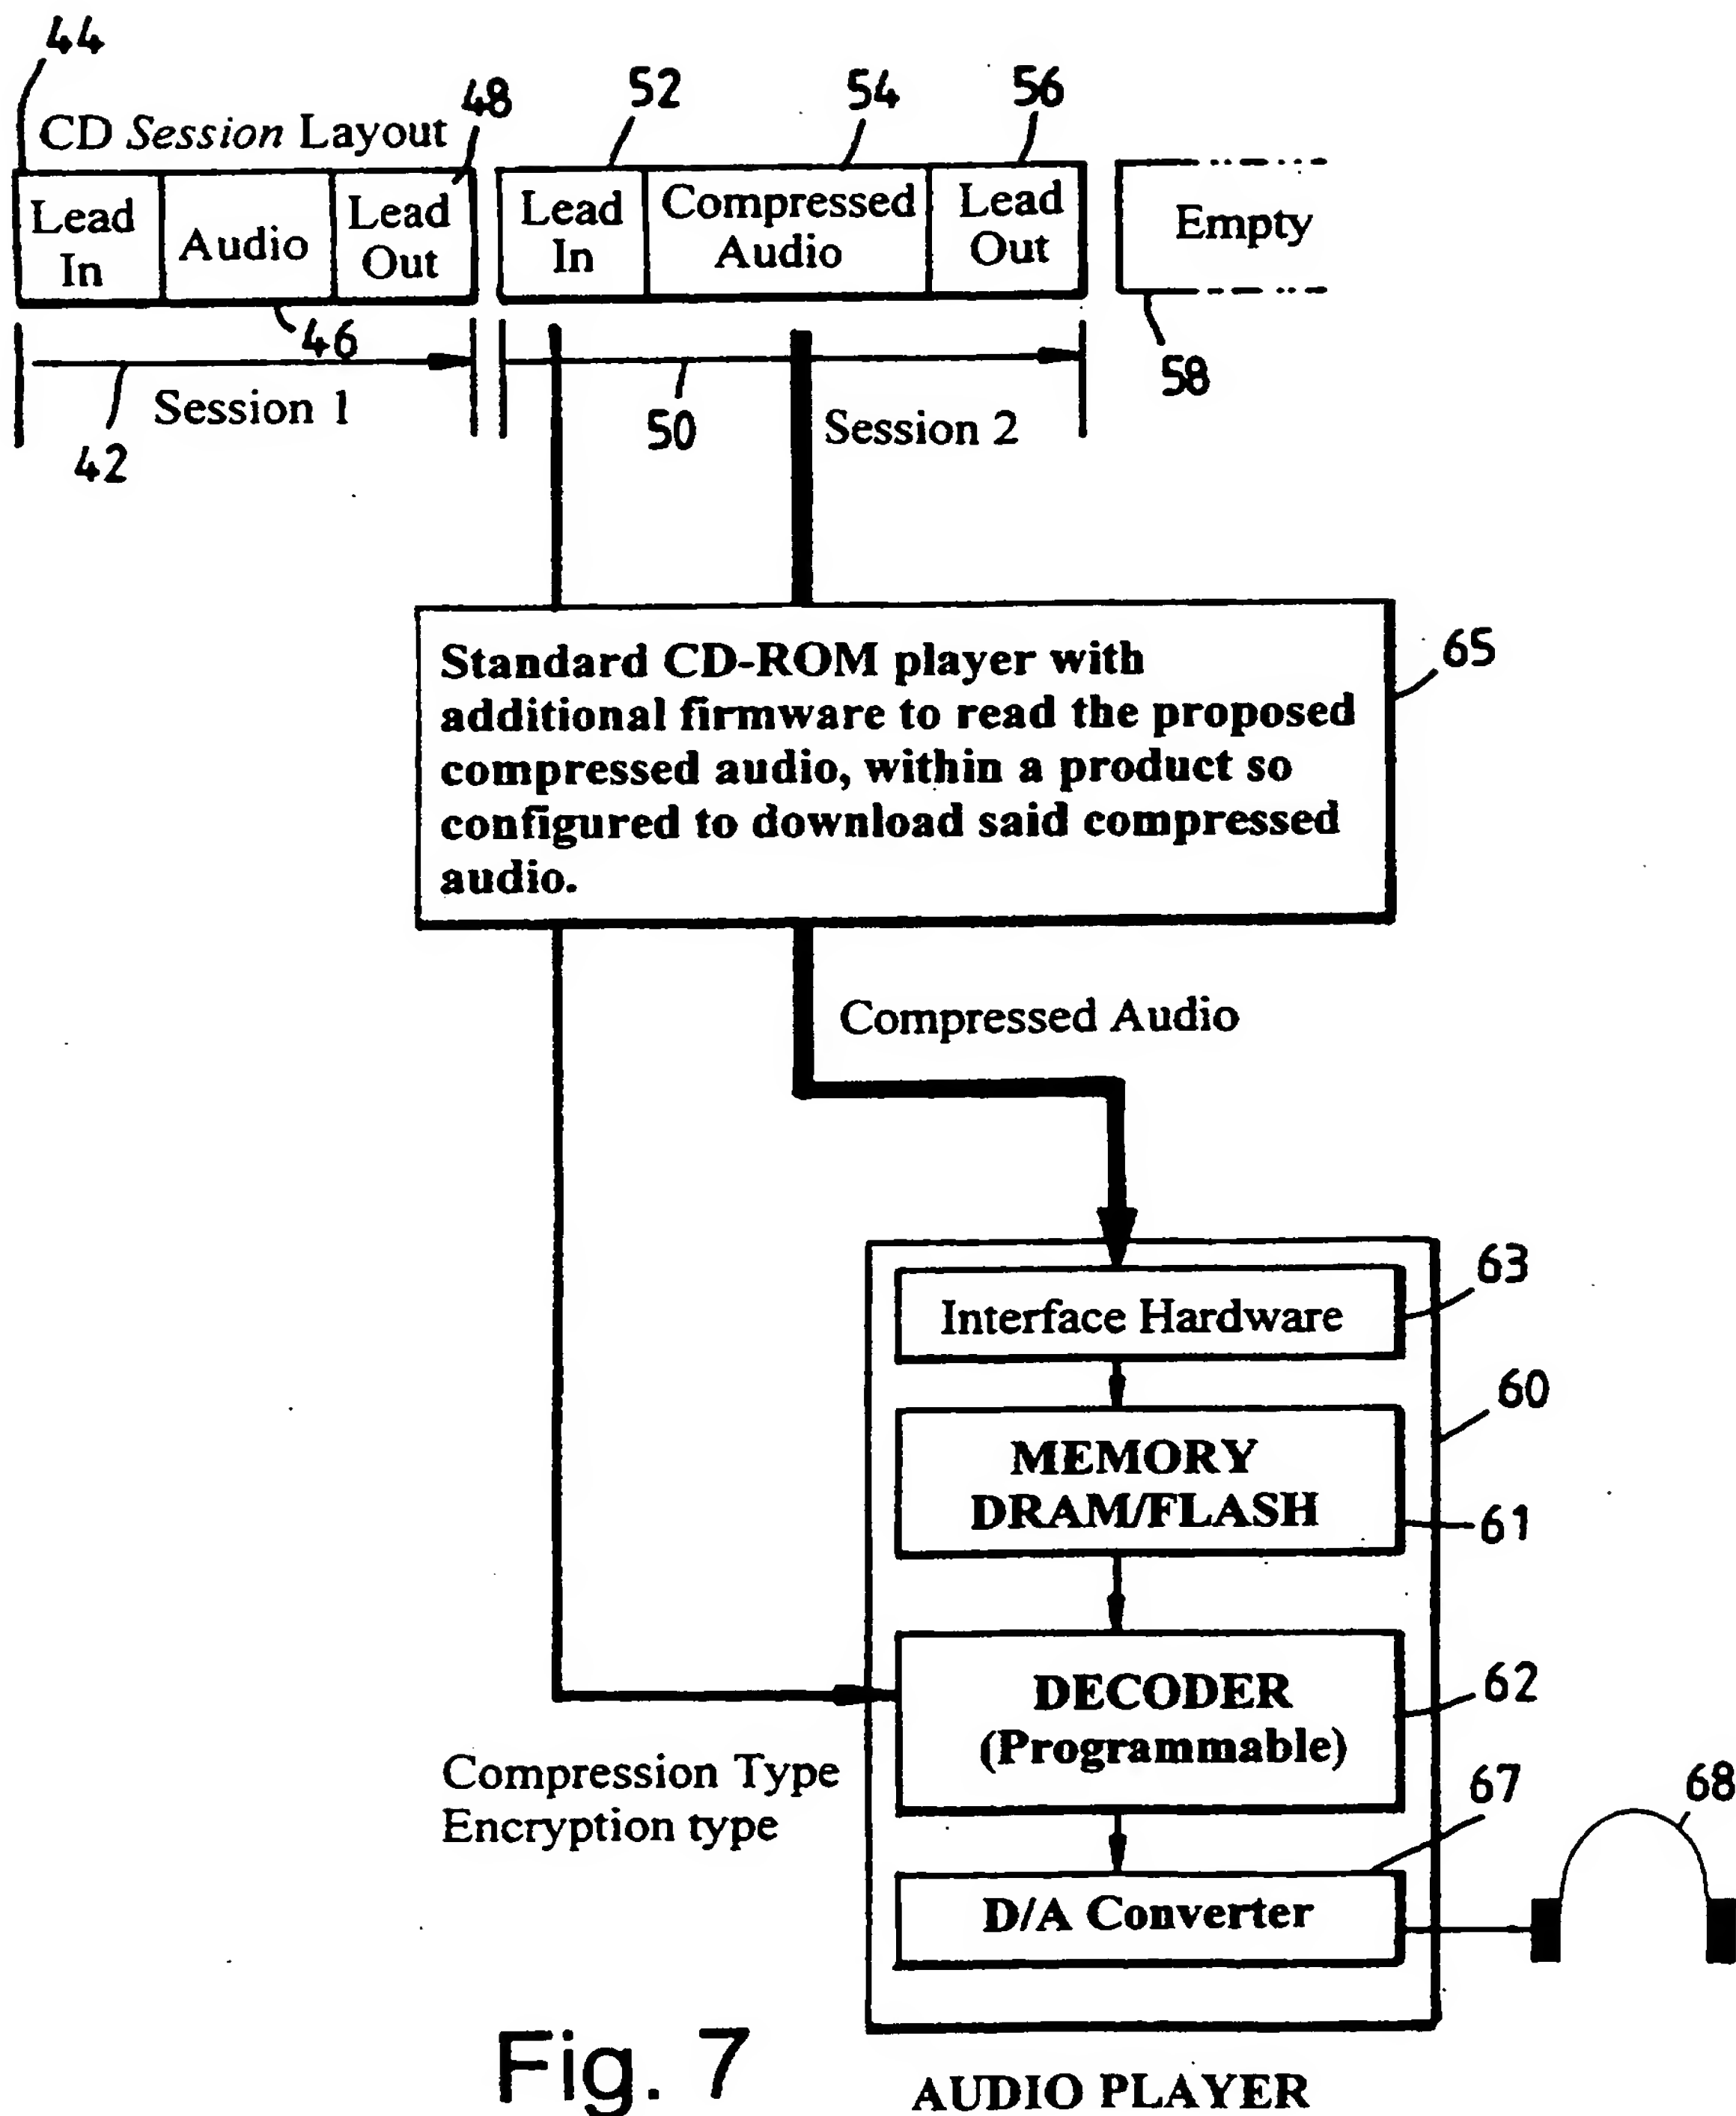 44
CD Session Layout
48
52
54
56
Lead
In
Audio
Lead
Out
Lead
In
Compressed
Audio
Lead
Out
Empty
46
58
Session 1
42
50
Session 2
Standard CD-ROM player with
additional firmware to read the proposed
compressed audio, within a product so
configured to download said compressed
audio.
65
Compressed Audio
Interface Hardware
63
60
MEMORY
DRAM/FLASH
61
DECODER
(Programmable)
62
Compression Type
Encryption type
67
68
D/A Converter
Fig. 7
AUDIO PLAYER